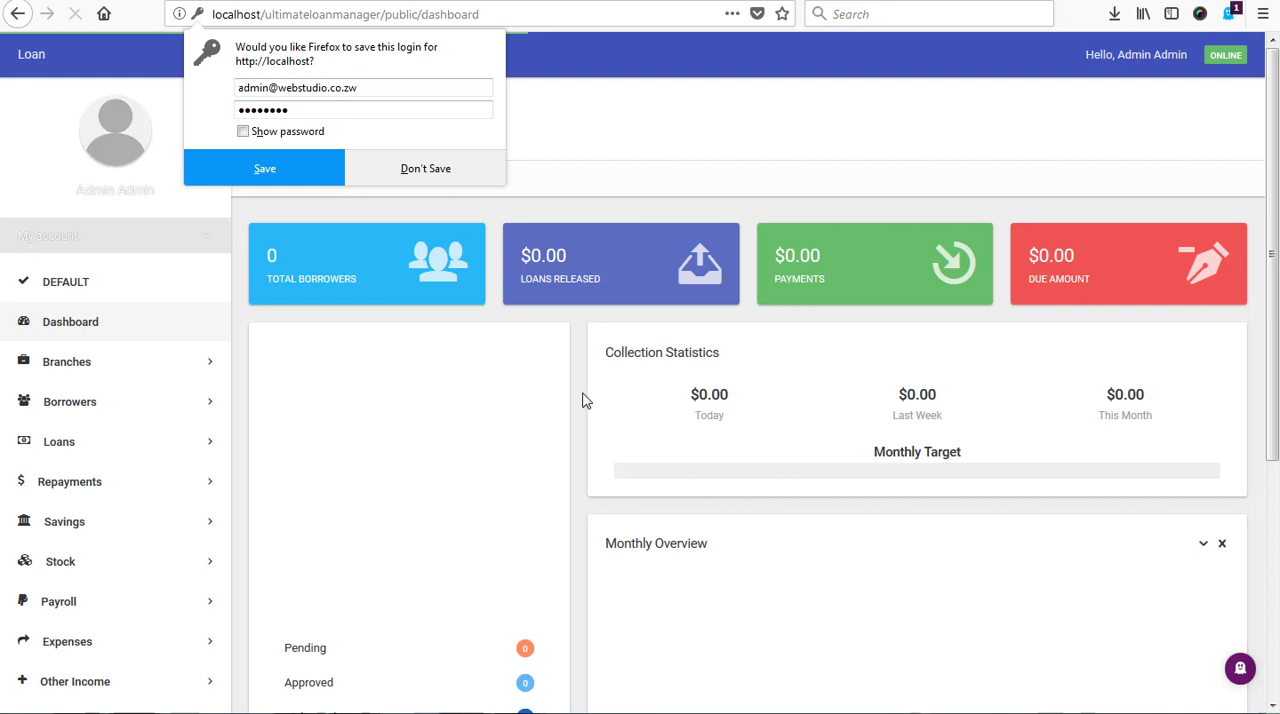 localhost/ultimateloanmanager/public/dashboard
Search
1
Loan
Hello, Admin Admin
ONLINE
Would you like Firefox to save this login for
http://localhost?
admin@webstudio.co.zw
●●●●●●●●
Show password
Save
Don't Save
Admin Admin
My account
DEFAULT
Dashboard
Branches
Borrowers
Loans
Repayments
Savings
Stock
Payroll
Expenses
Other Income
0
TOTAL BORROWERS
$0.00
LOANS RELEASED
$0.00
PAYMENTS
$0.00
DUE AMOUNT
Pending 0
Approved 0
Collection Statistics
$0.00 $0.00 $0.00
Today Last Week This Month
Monthly Target
Monthly Overview